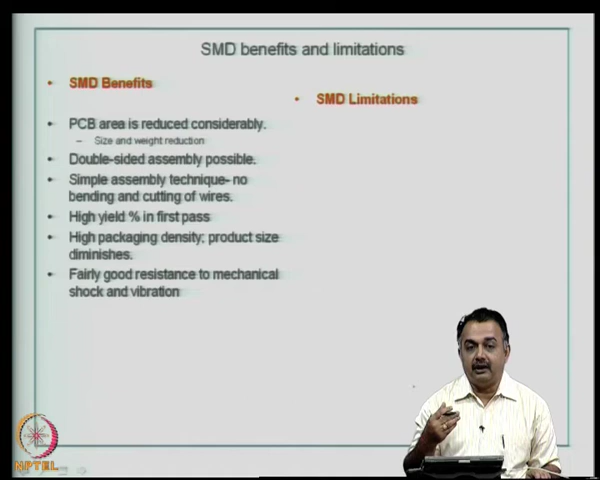 SMD benefits and limitations
• SMD Benefits
• SMD Limitations
• PCB area is reduced considerably.
– Size and weight reduction
• Double-sided assembly possible.
• Simple assembly technique- no
bending and cutting of wires.
• High yield % in first pass
• High packaging density; product size
diminishes.
• Fairly good resistance to mechanical
shock and vibration
NPTEL